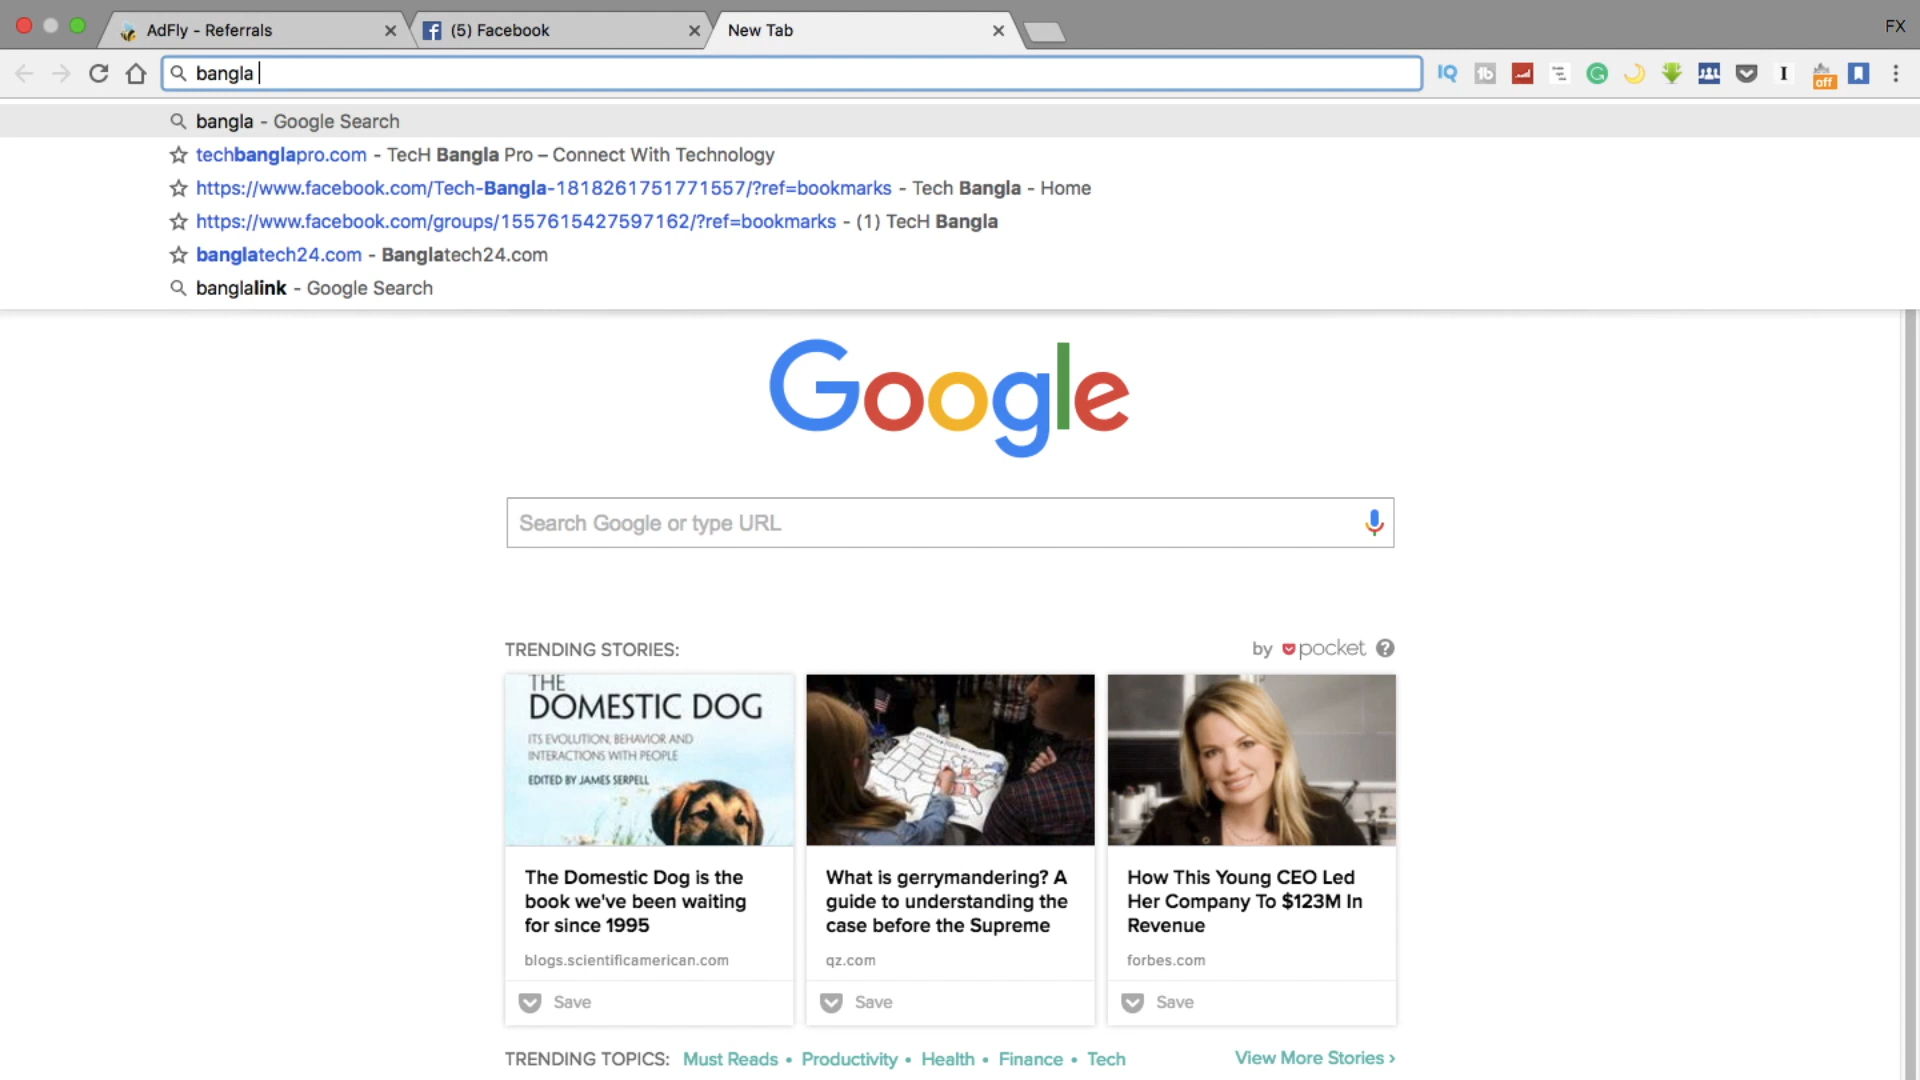 AdFly - Referrals
(5) Facebook
New Tab
FX
bangla
off
bangla - Google Search
techbanglapro.com - TecH Bangla Pro – Connect With Technology
https://www.facebook.com/Tech-Bangla-1818261751771557/?ref=bookmarks - Tech Bangla - Home
https://www.facebook.com/groups/1557615427597162/?ref=bookmarks - (1) TecH Bangla
banglatech24.com - Banglatech24.com
banglalink - Google Search
Google
Search Google or type URL
TRENDING STORIES:
by pocket ?
THE
DOMESTIC DOG
ITS EVOLUTION, BEHAVIOR AND
INTERACTIONS WITH PEOPLE
EDITED BY JAMES SERPELL
The Domestic Dog is the
book we've been waiting
for since 1995
blogs.scientificamerican.com
Save
What is gerrymandering? A
guide to understanding the
case before the Supreme
qz.com
Save
How This Young CEO Led
Her Company To $123M In
Revenue
forbes.com
Save
TRENDING TOPICS: Must Reads • Productivity • Health • Finance • Tech
View More Stories ›